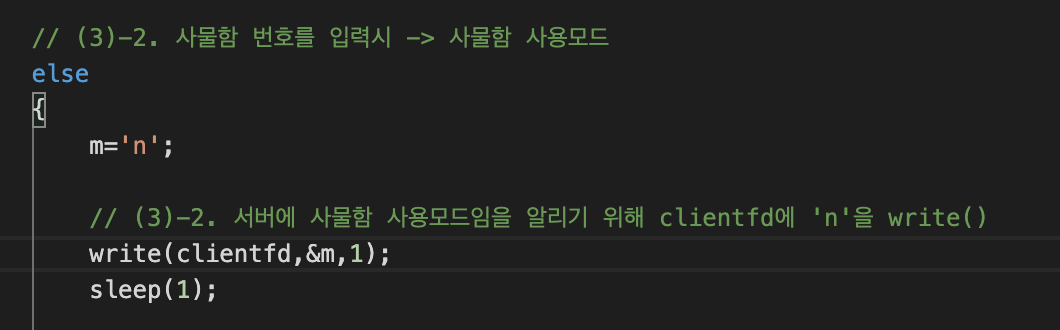 // (3)-2. 사물함 번호를 입력시 -> 사물함 사용모드
else
{
m='n';
// (3)-2. 서버에 사물함 사용모드임을 알리기 위해 clientfd에 'n'을 write()
write(clientfd,&m,1);
sleep(1);